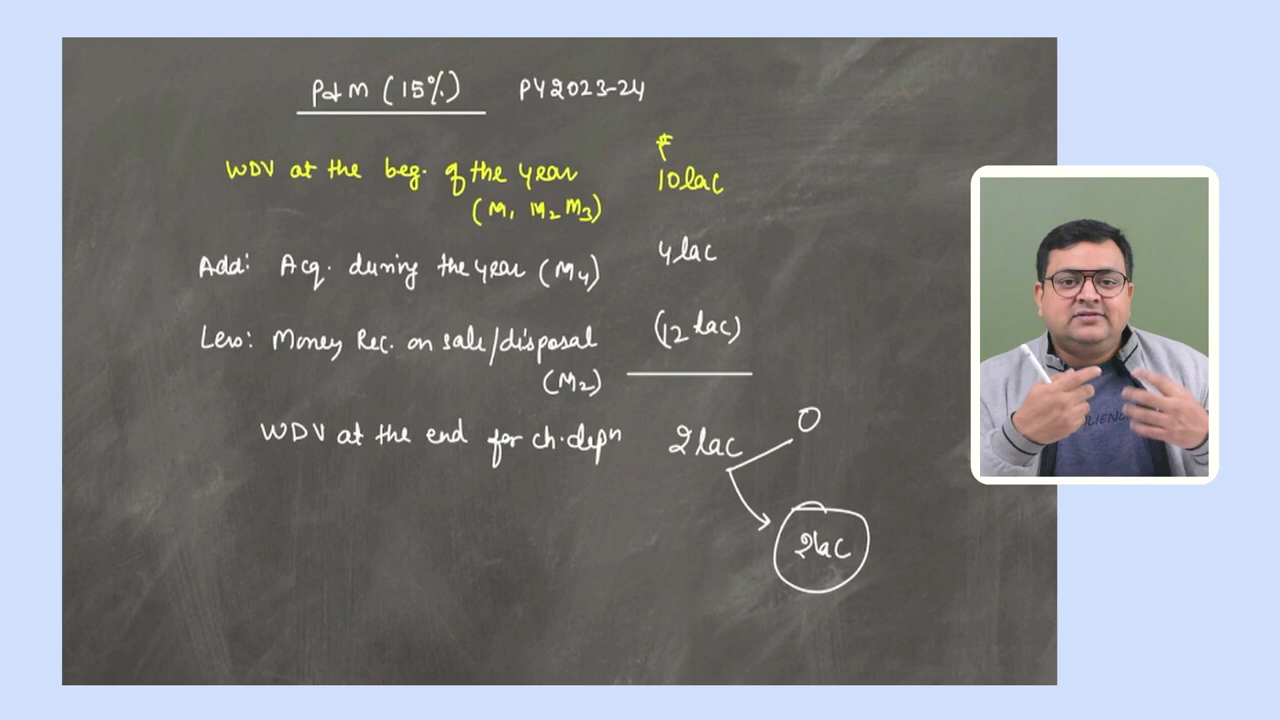 P&M (15%) PY2023-24
₹
WDV at the beg. of the year 10lac
(M1 M2 M3)
Add: Acq. during the year (M4) 4lac
Less: Money Rec. on sale/disposal (12 lac)
(M2)
WDV at the end for ch.depn 2lac 0
2lac